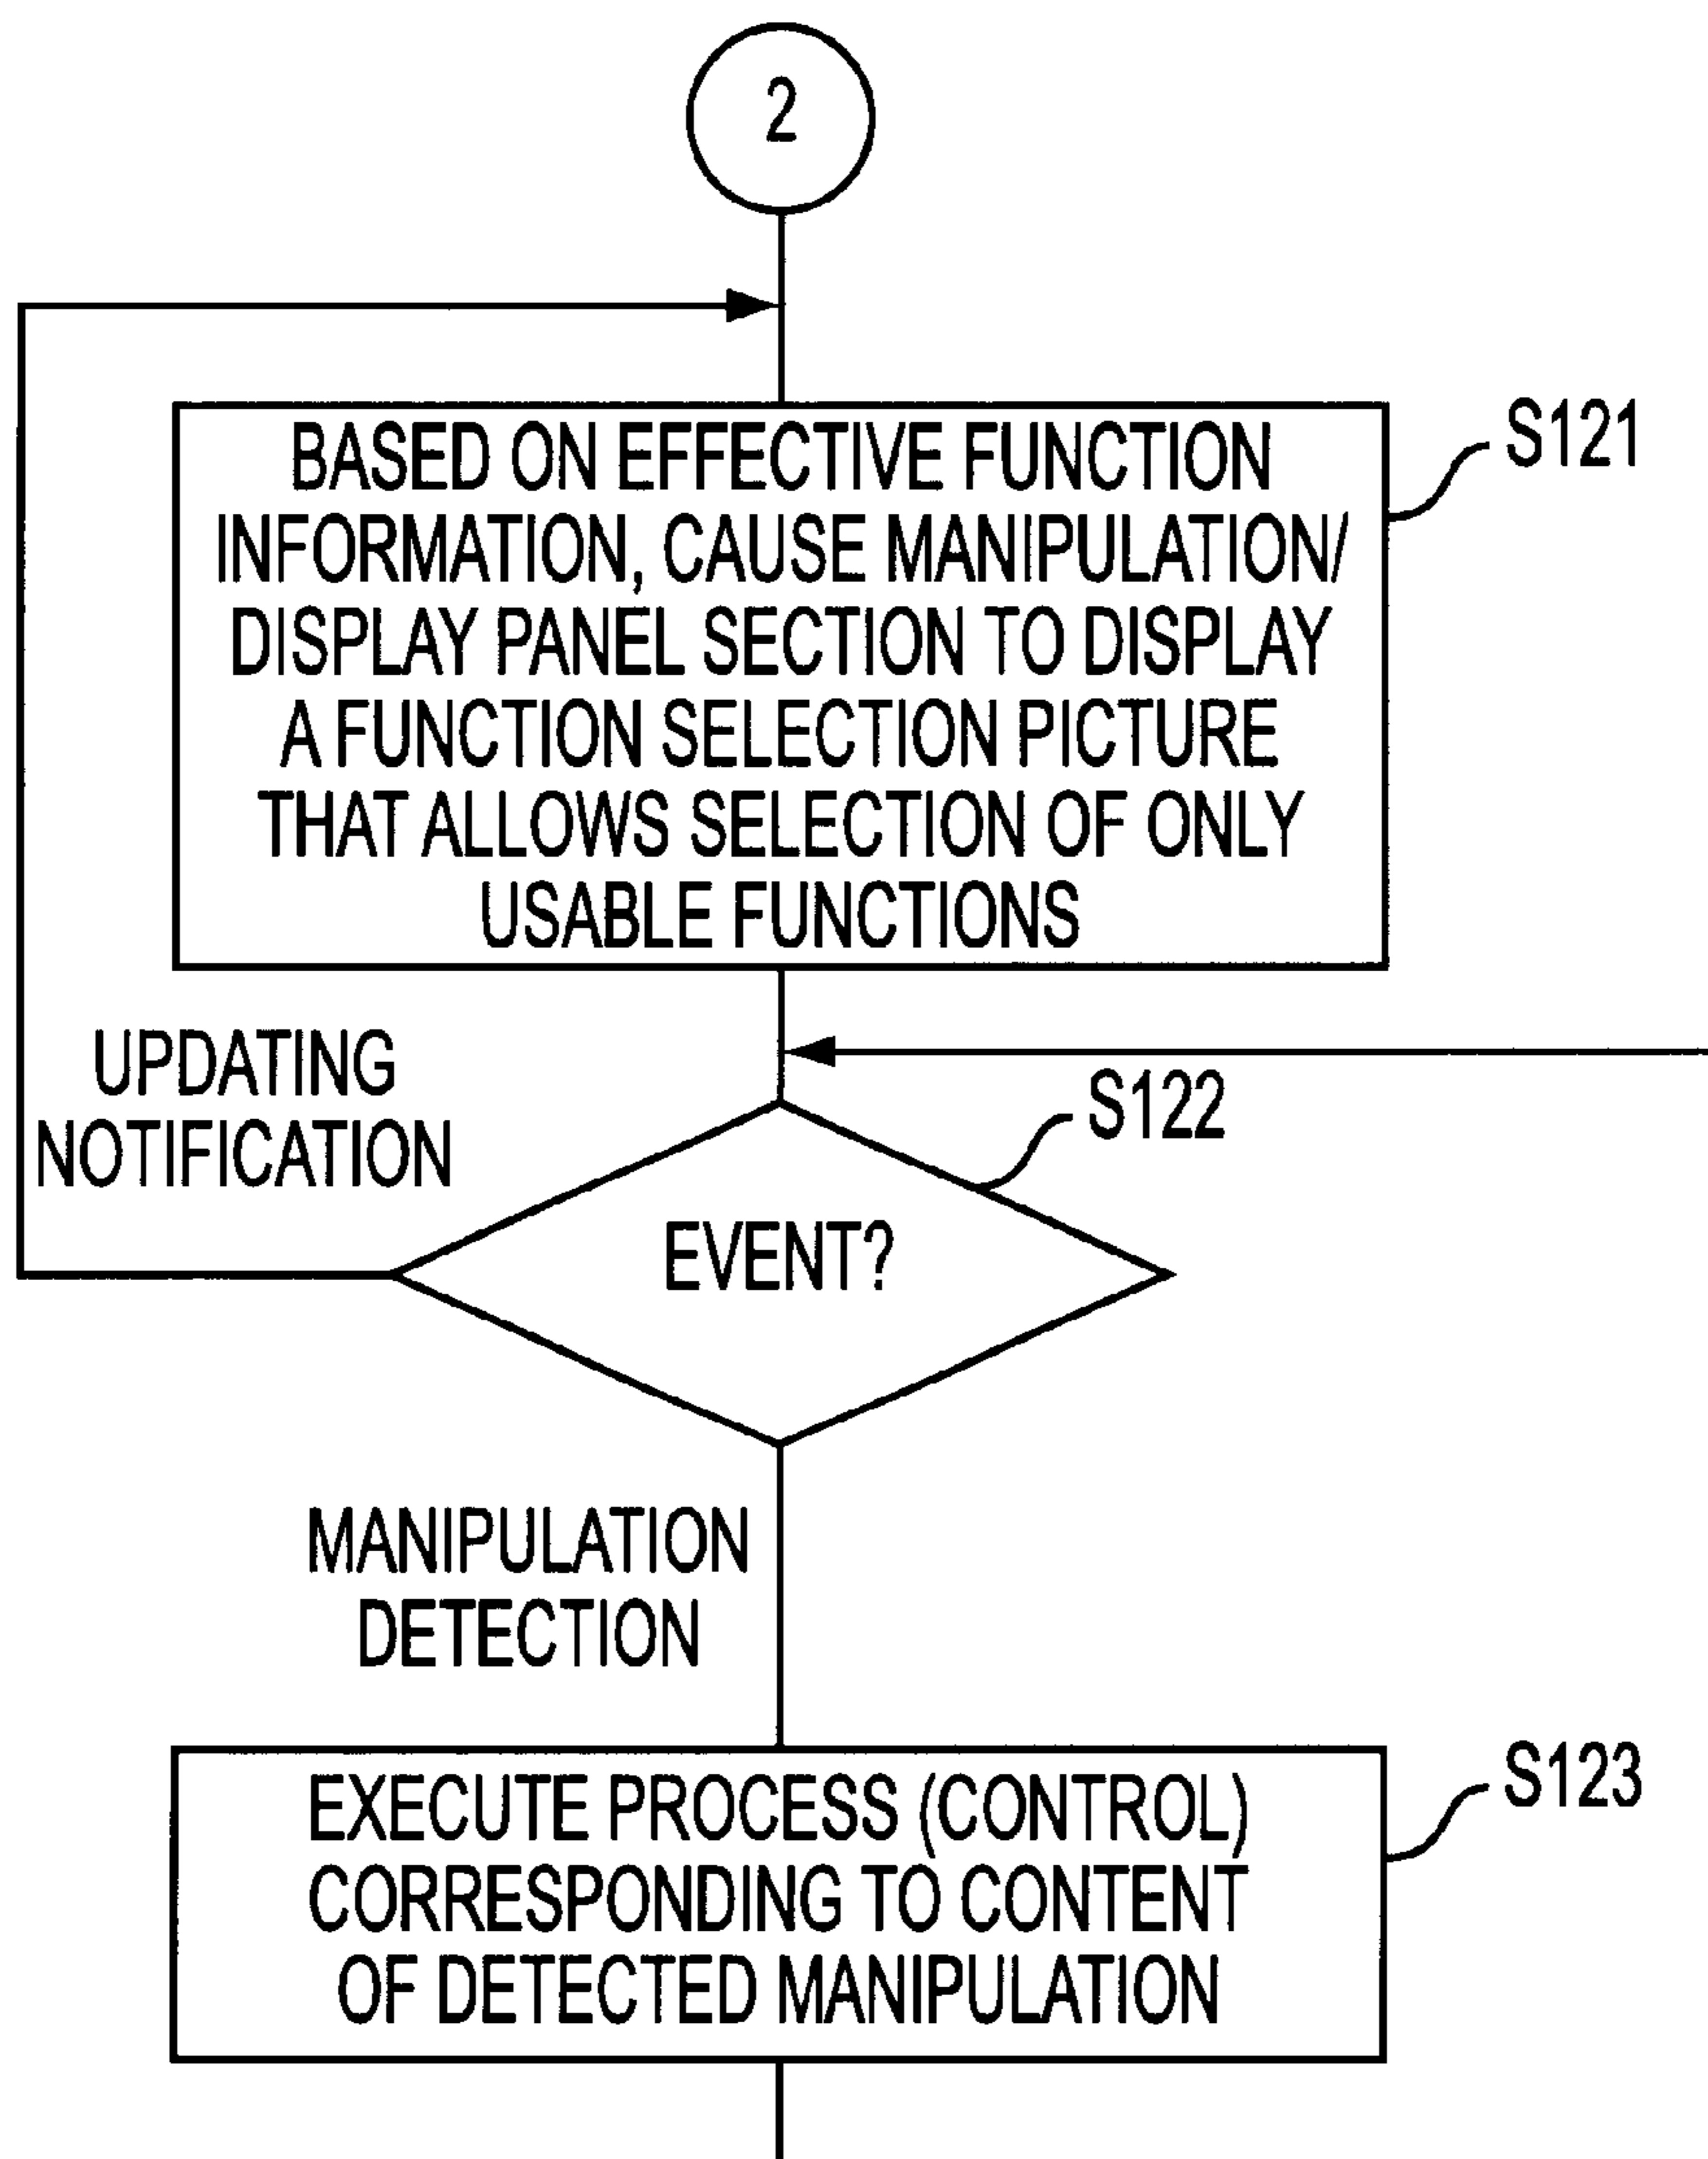 2
BASED ON EFFECTIVE FUNCTION
INFORMATION, CAUSE MANIPULATION/
DISPLAY PANEL SECTION TO DISPLAY
A FUNCTION SELECTION PICTURE
THAT ALLOWS SELECTION OF ONLY
USABLE FUNCTIONS
S121
UPDATING
NOTIFICATION
S122
EVENT?
MANIPULATION
DETECTION
EXECUTE PROCESS (CONTROL)
CORRESPONDING TO CONTENT
OF DETECTED MANIPULATION
S123